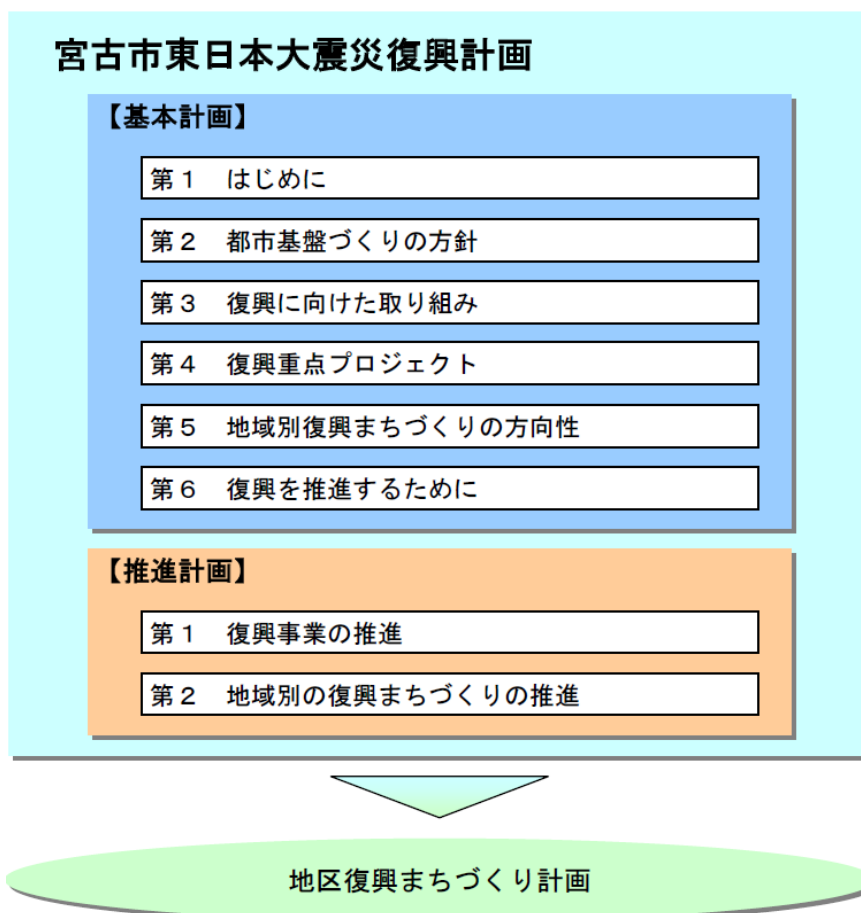 宮古市東日本大震災復興計画
【基本計画】
第１　はじめに
第２　都市基盤づくりの方針
第３　復興に向けた取り組み
第４　復興重点プロジェクト
第５　地域別復興まちづくりの方向性
第６　復興を推進するために
【推進計画】
第１　復興事業の推進
第２　地域別の復興まちづくりの推進
地区復興まちづくり計画